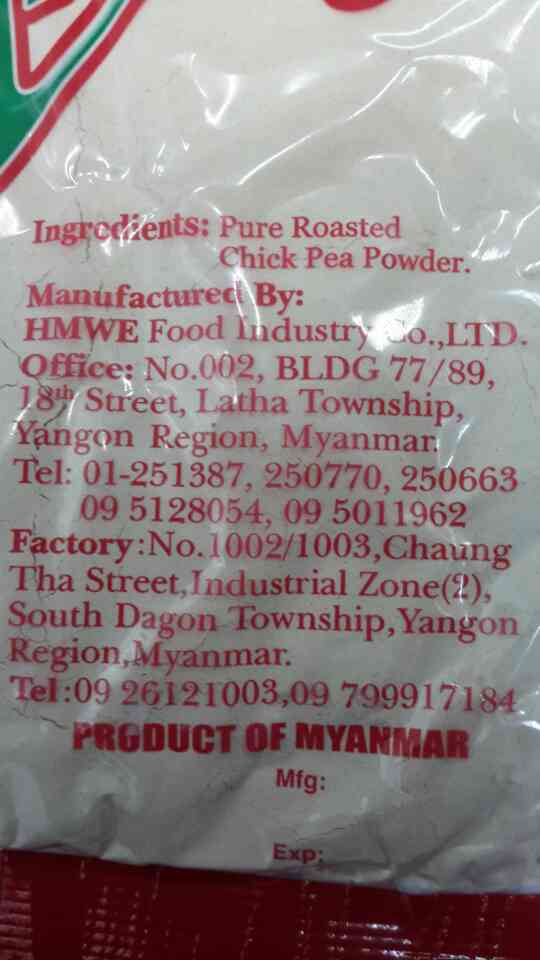 Ingredients: Pure Roasted
Chick Pea Powder.
Manufactured By:
HMWE Food Industry Co.,LTD.
Office: No.002, BLDG 77/89,
18th Street, Latha Township,
Yangon Region, Myanmar.
Tel: 01-251387, 250770, 250663
09 5128054, 09 5011962
Factory:No.1002/1003,Chaung
Tha Street,Industrial Zone(2),
South Dagon Township,Yangon
Region,Myanmar.
Tel:09 26121003,09 799917184
PRODUCT OF MYANMAR
Mfg:
Exp: